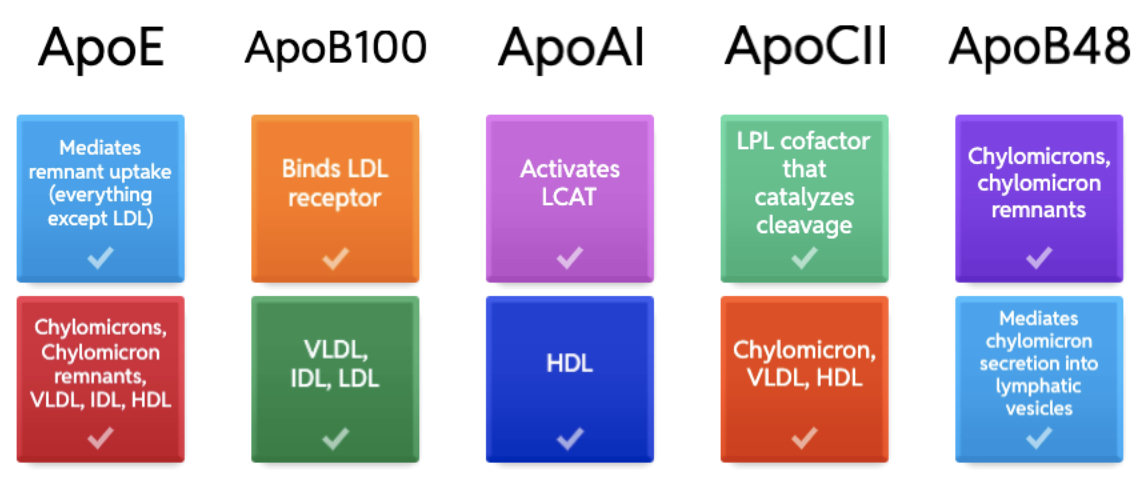 ApoE
ApoB100
ApoAI
ApoCII
ApoB48
Mediates
remnant uptake
(everything
except LDL)
Binds LDL
receptor
Activates
LCAT
LPL cofactor
that
catalyzes
cleavage
Chylomicrons,
chylomicron
remnants
Chylomicrons,
Chylomicron
remnants,
VLDL, IDL, HDL
VLDL,
IDL, LDL
HDL
Chylomicron,
VLDL, HDL
Mediates
chylomicron
secretion into
lymphatic
vesicles